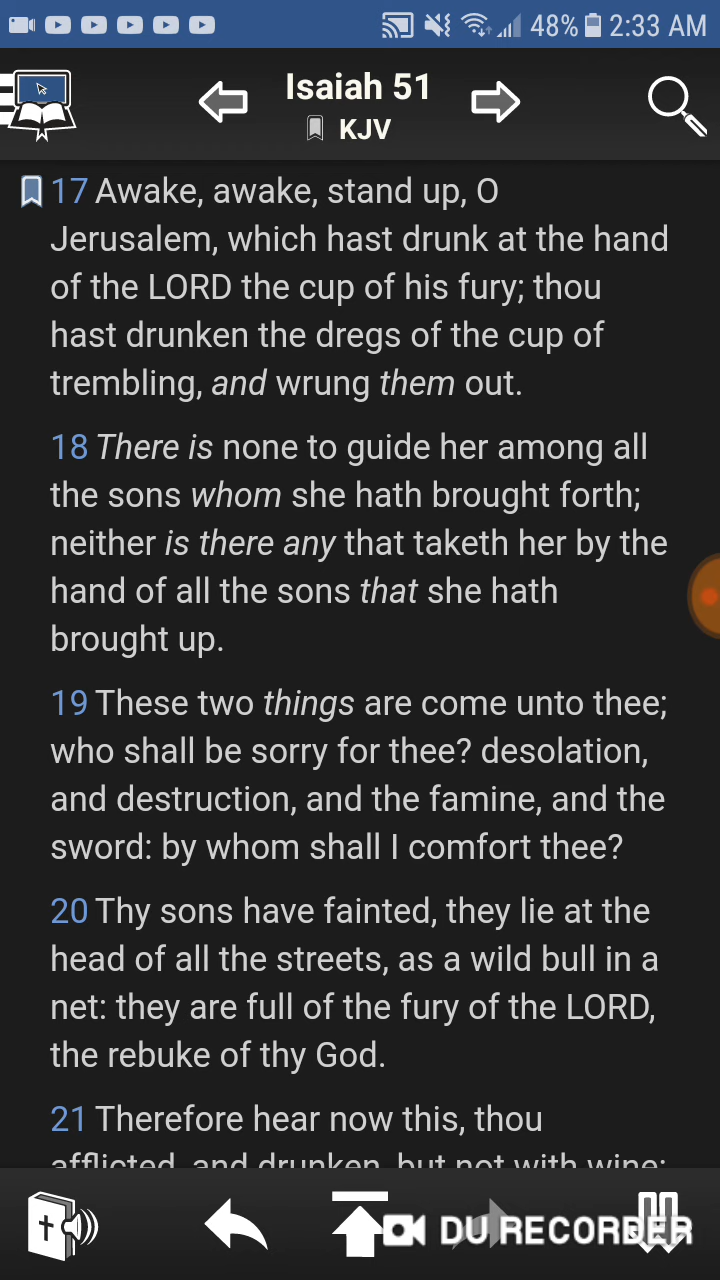 48% 2:33 AM
Isaiah 51
KJV
17 Awake, awake, stand up, O
Jerusalem, which hast drunk at the hand
of the LORD the cup of his fury; thou
hast drunken the dregs of the cup of
trembling, and wrung them out.
18 There is none to guide her among all
the sons whom she hath brought forth;
neither is there any that taketh her by the
hand of all the sons that she hath
brought up.
19 These two things are come unto thee;
who shall be sorry for thee? desolation,
and destruction, and the famine, and the
sword: by whom shall I comfort thee?
20 Thy sons have fainted, they lie at the
head of all the streets, as a wild bull in a
net: they are full of the fury of the LORD,
the rebuke of thy God.
21 Therefore hear now this, thou
afflicted, and drunken, but not with wine:
DU RECORDER